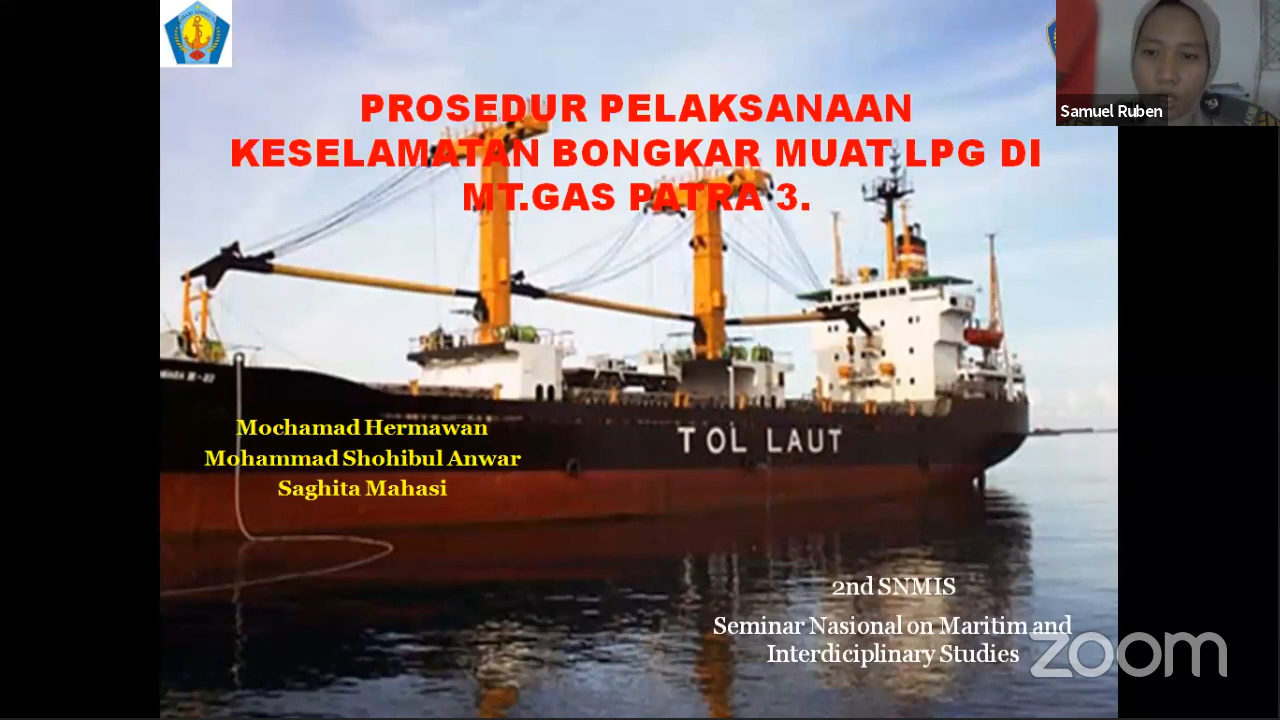 PROSEDUR PELAKSANAAN
KESELAMATAN BONGKAR MUAT LPG DI
MT.GAS PATRA 3.
Samuel Ruben
TOL LAUT
Mochamad Hermawan
Mohammad Shohibul Anwar
Saghita Mahasi
2nd SNMIS
Seminar Nasional on Maritim and
Interdiciplinary Studies
zoom